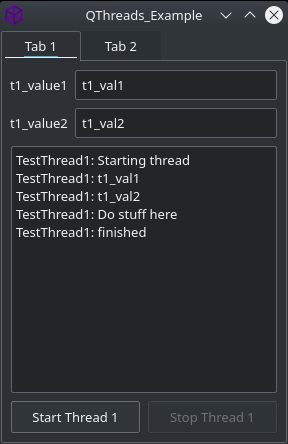 QThreads_Example
Tab 1 Tab 2
t1_value1 t1_val1
t1_value2 t1_val2
TestThread1: Starting thread
TestThread1: t1_val1
TestThread1: t1_val2
TestThread1: Do stuff here
TestThread1: finished
Start Thread 1 Stop Thread 1